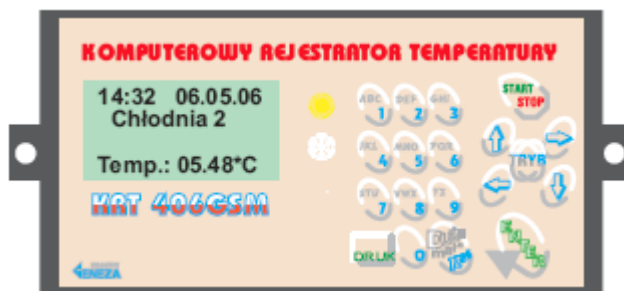 KOMPUTEROWY REJESTRATOR TEMPERATURY
14:32 06.05.06
Chłodnia 2
Temp.: 05.48*C
KRT 406GSM
GENEZA
START
STOP
ABC DEF GHI
1 2 3
JKL MNO PQR
4 5 6
TRYB
STU VWX YZ
7 8 9
DRUK 0
ENTER